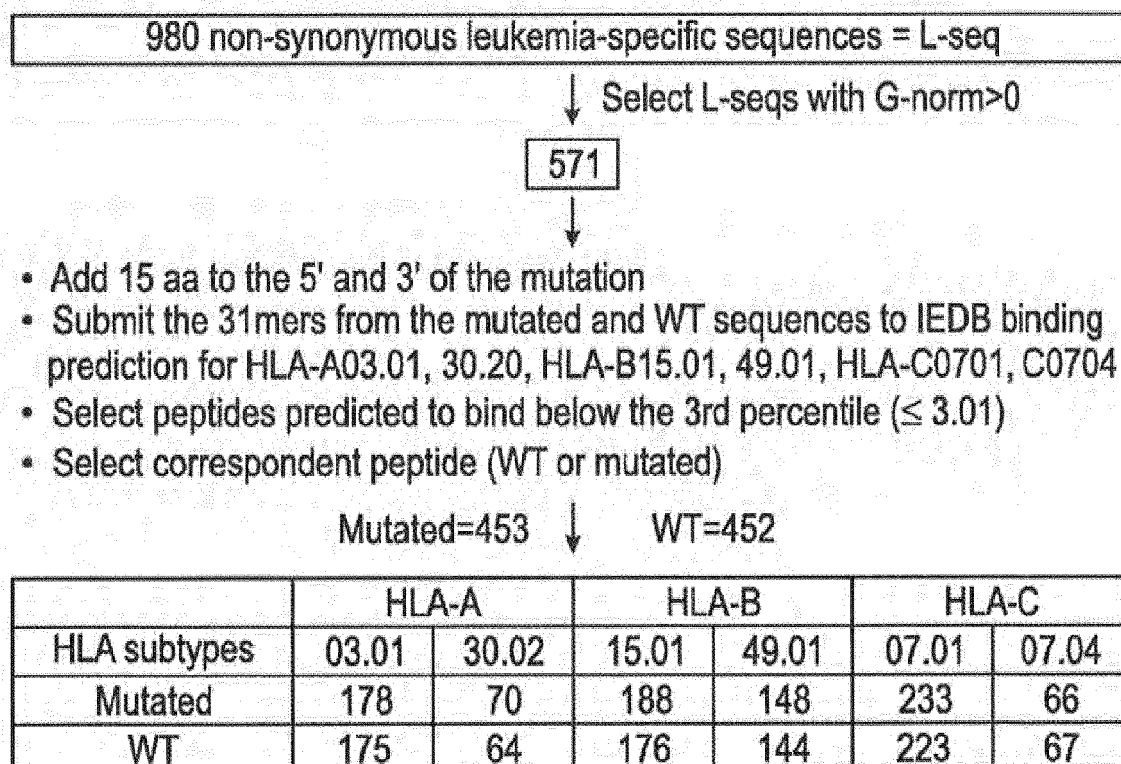 980 non-synonymous leukemia-specific sequences = L-seq
Select L-seqs with G-norm>0
571
• Add 15 aa to the 5' and 3' of the mutation
• Submit the 31mers from the mutated and WT sequences to IEDB binding
prediction for HLA-A03.01, 30.20, HLA-B15.01, 49.01, HLA-C0701, C0704
• Select peptides predicted to bind below the 3rd percentile (≤ 3.01)
• Select correspondent peptide (WT or mutated)
Mutated=453 WT=452
HLA-A HLA-B HLA-C
HLA subtypes 03.01 30.02 15.01 49.01 07.01 07.04
Mutated 178 70 188 148 233 66
WT 175 64 176 144 223 67